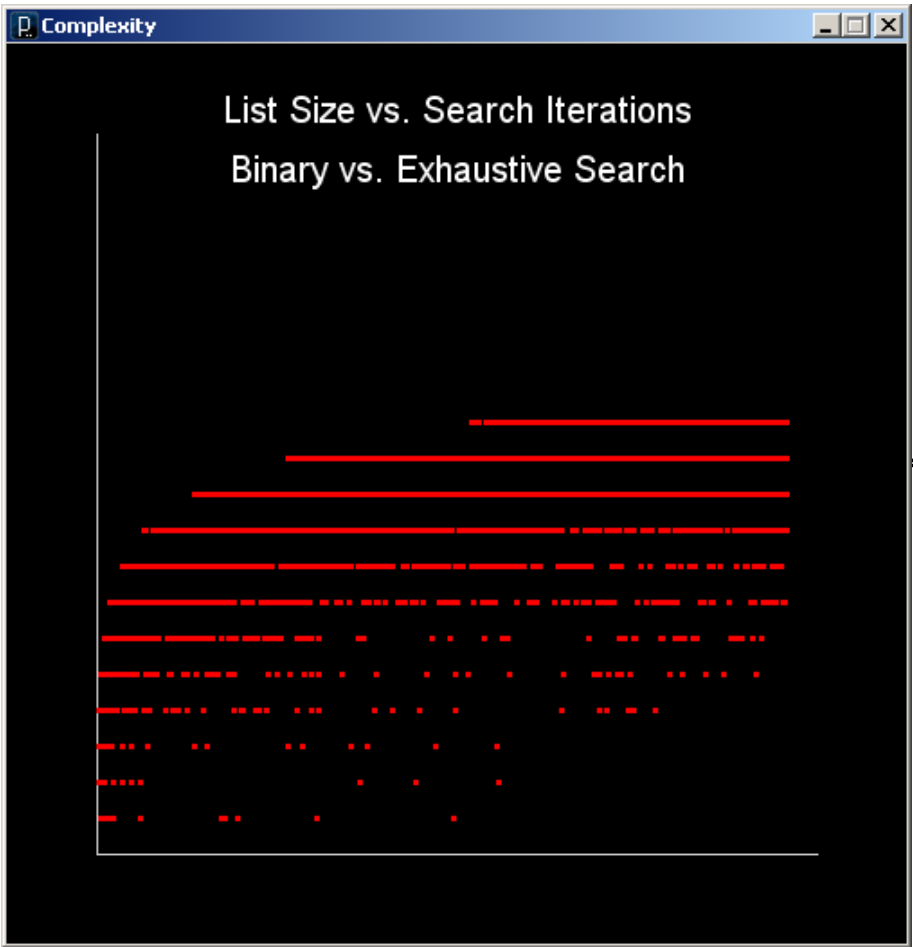 Complexity
List Size vs. Search Iterations
Binary vs. Exhaustive Search